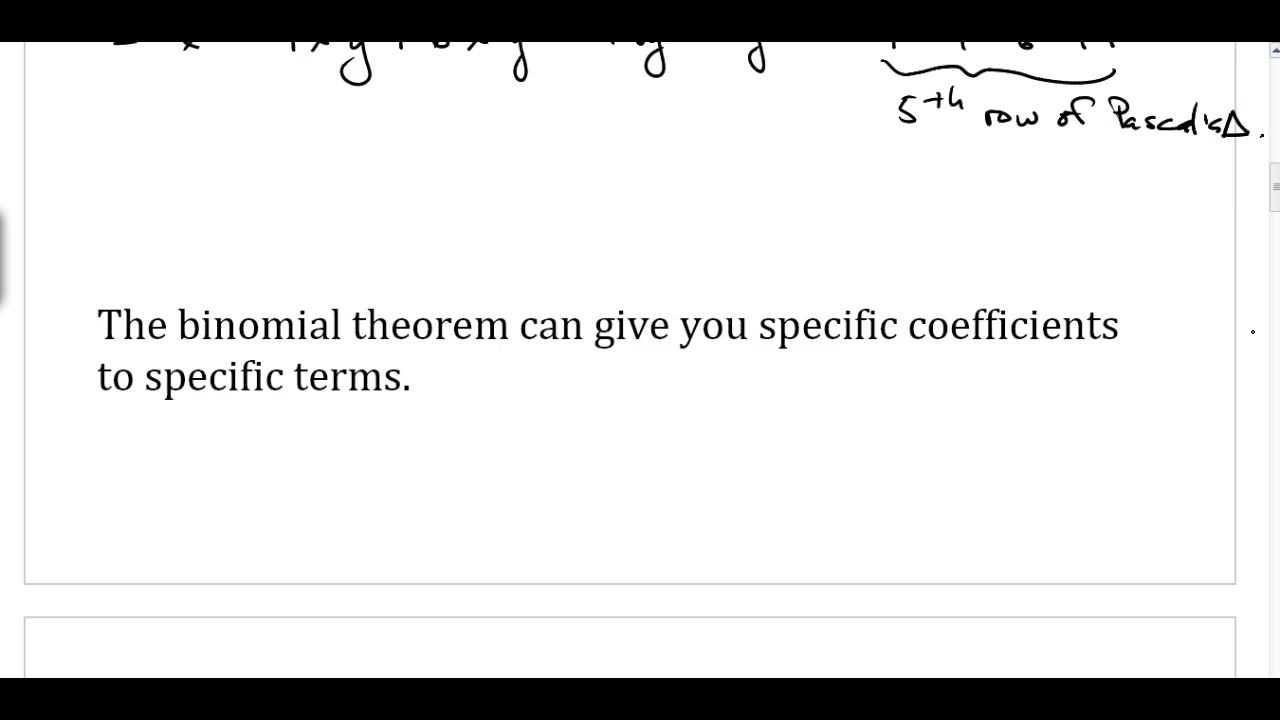 5th row of Pascal's Δ.
The binomial theorem can give you specific coefficients
to specific terms.